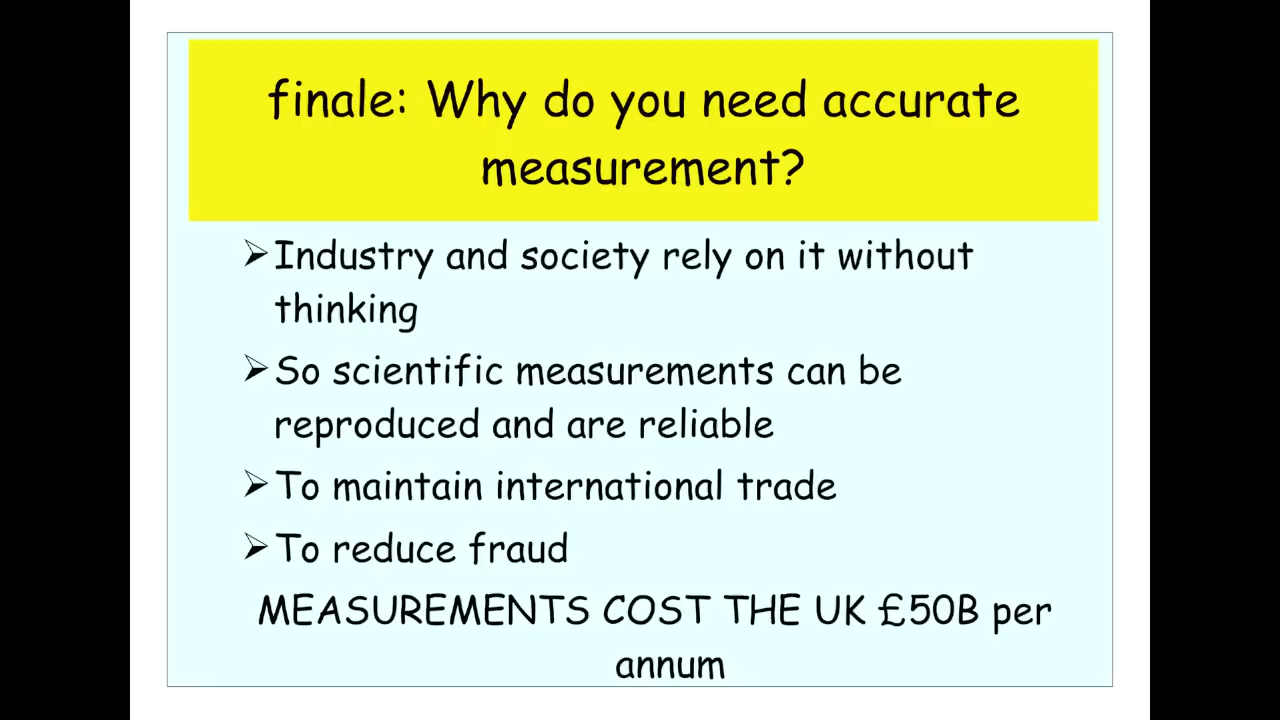 finale: Why do you need accurate
measurement?
➢Industry and society rely on it without
thinking
➢So scientific measurements can be
reproduced and are reliable
➢To maintain international trade
➢To reduce fraud
MEASUREMENTS COST THE UK £50B per
annum